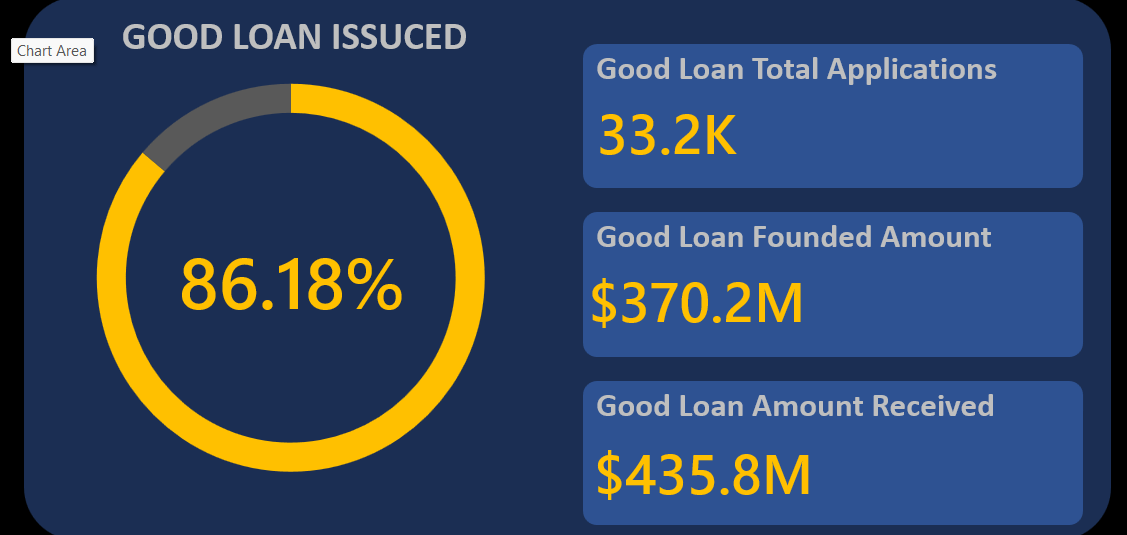 GOOD LOAN ISSUCED
Chart Area
Good Loan Total Applications
33.2K
86.18%
Good Loan Founded Amount
$370.2M
Good Loan Amount Received
$435.8M